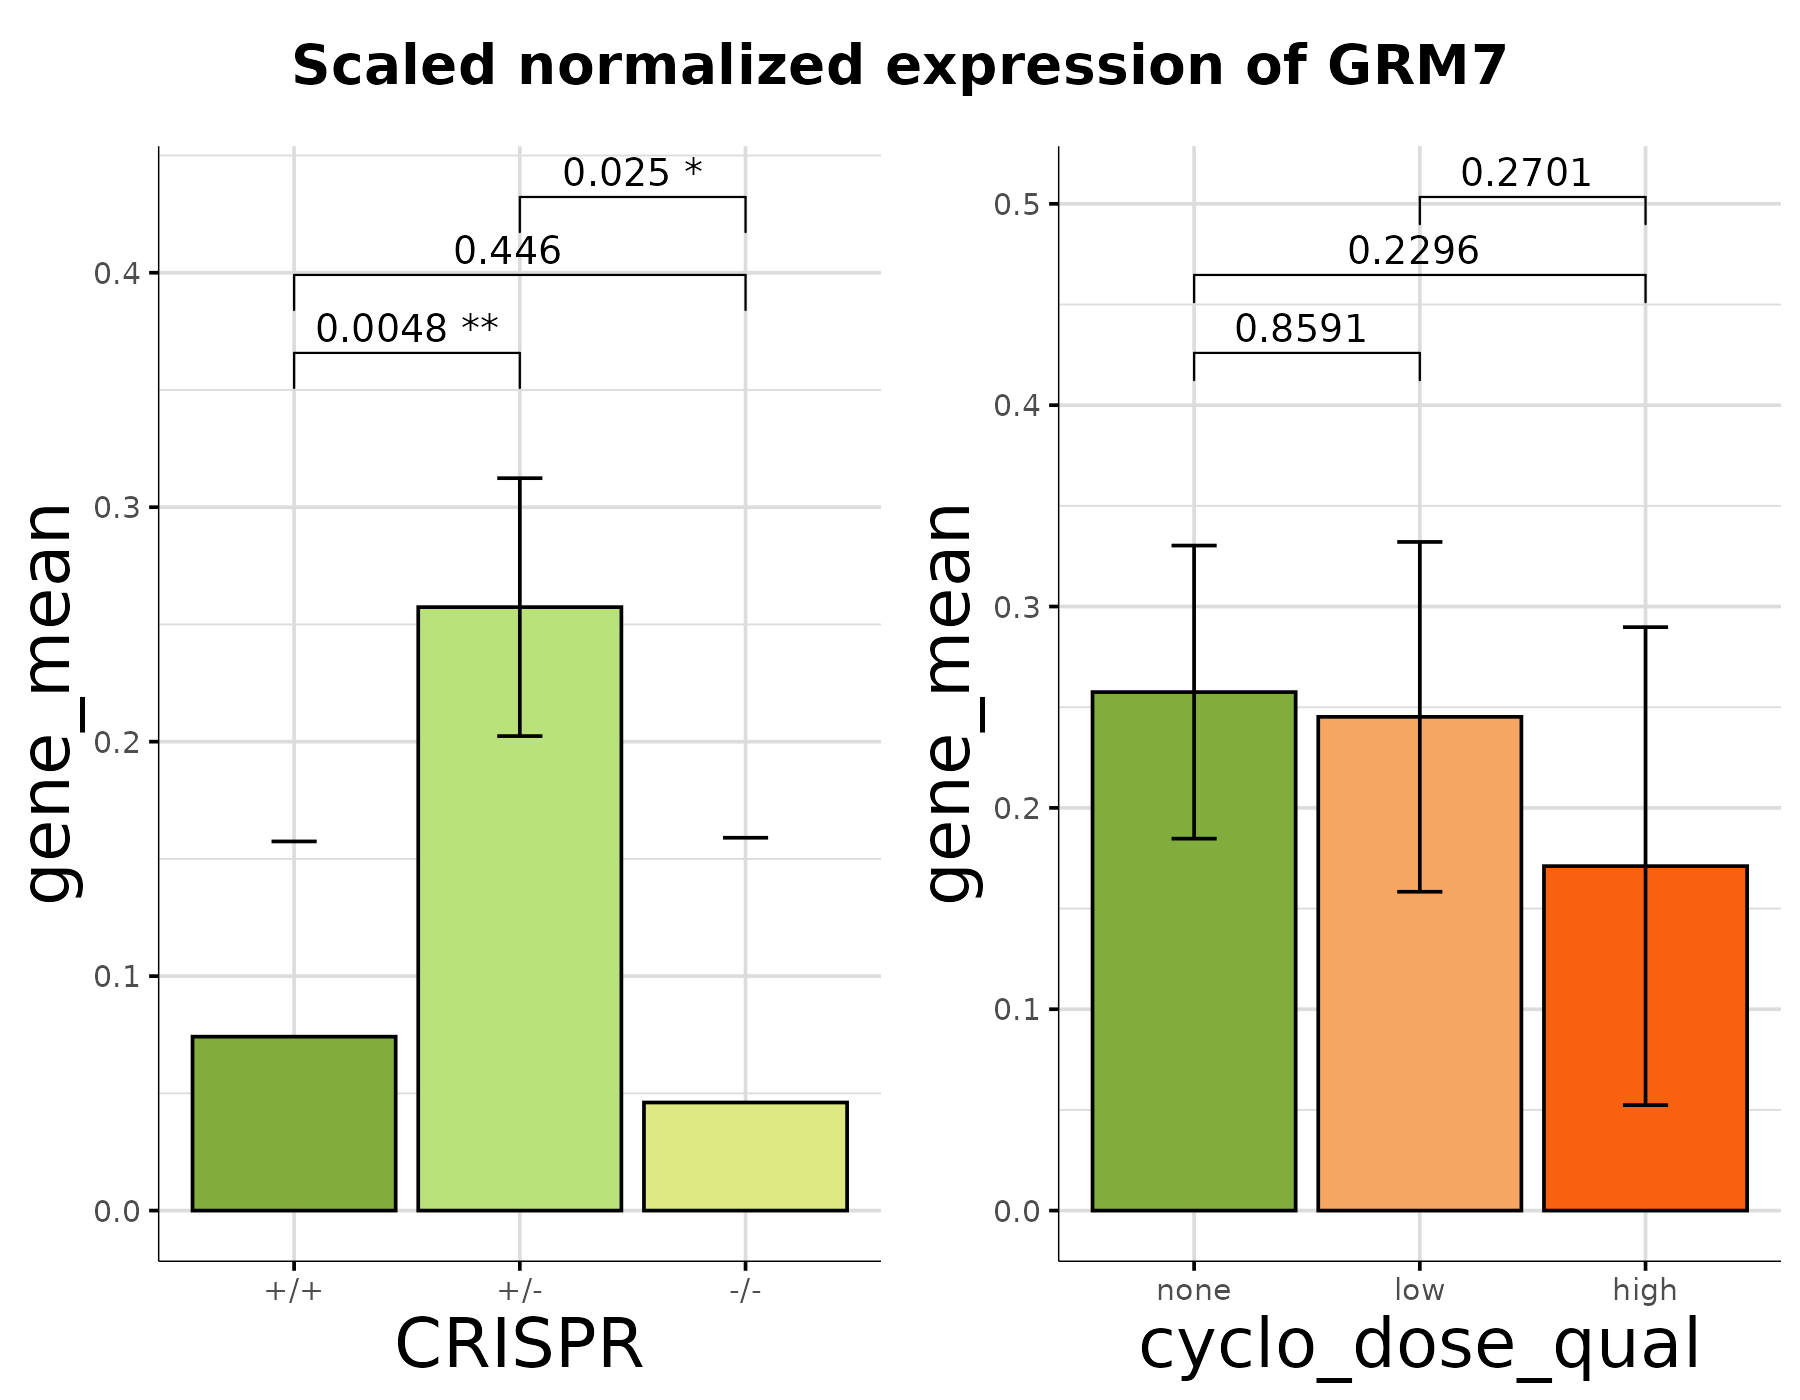 Scaled normalized expression of GRM7
gene_mean
0.4
0.3
0.2
0.1
0.0
0.025 *
0.446
0.0048 **
+/+ +/- -/-
CRISPR
gene_mean
0.5
0.4
0.3
0.2
0.1
0.0
0.2701
0.2296
0.8591
none low high
cyclo_dose_qual